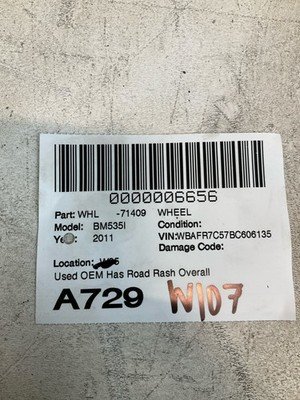 0000006656
Part: WHL -71409 WHEEL
Model: BM535I Condition:
2011 VIN:WBAFR7C57BC606135
Damage Code:
Location:
Used OEM Has Road Rash Overall
A729 W107